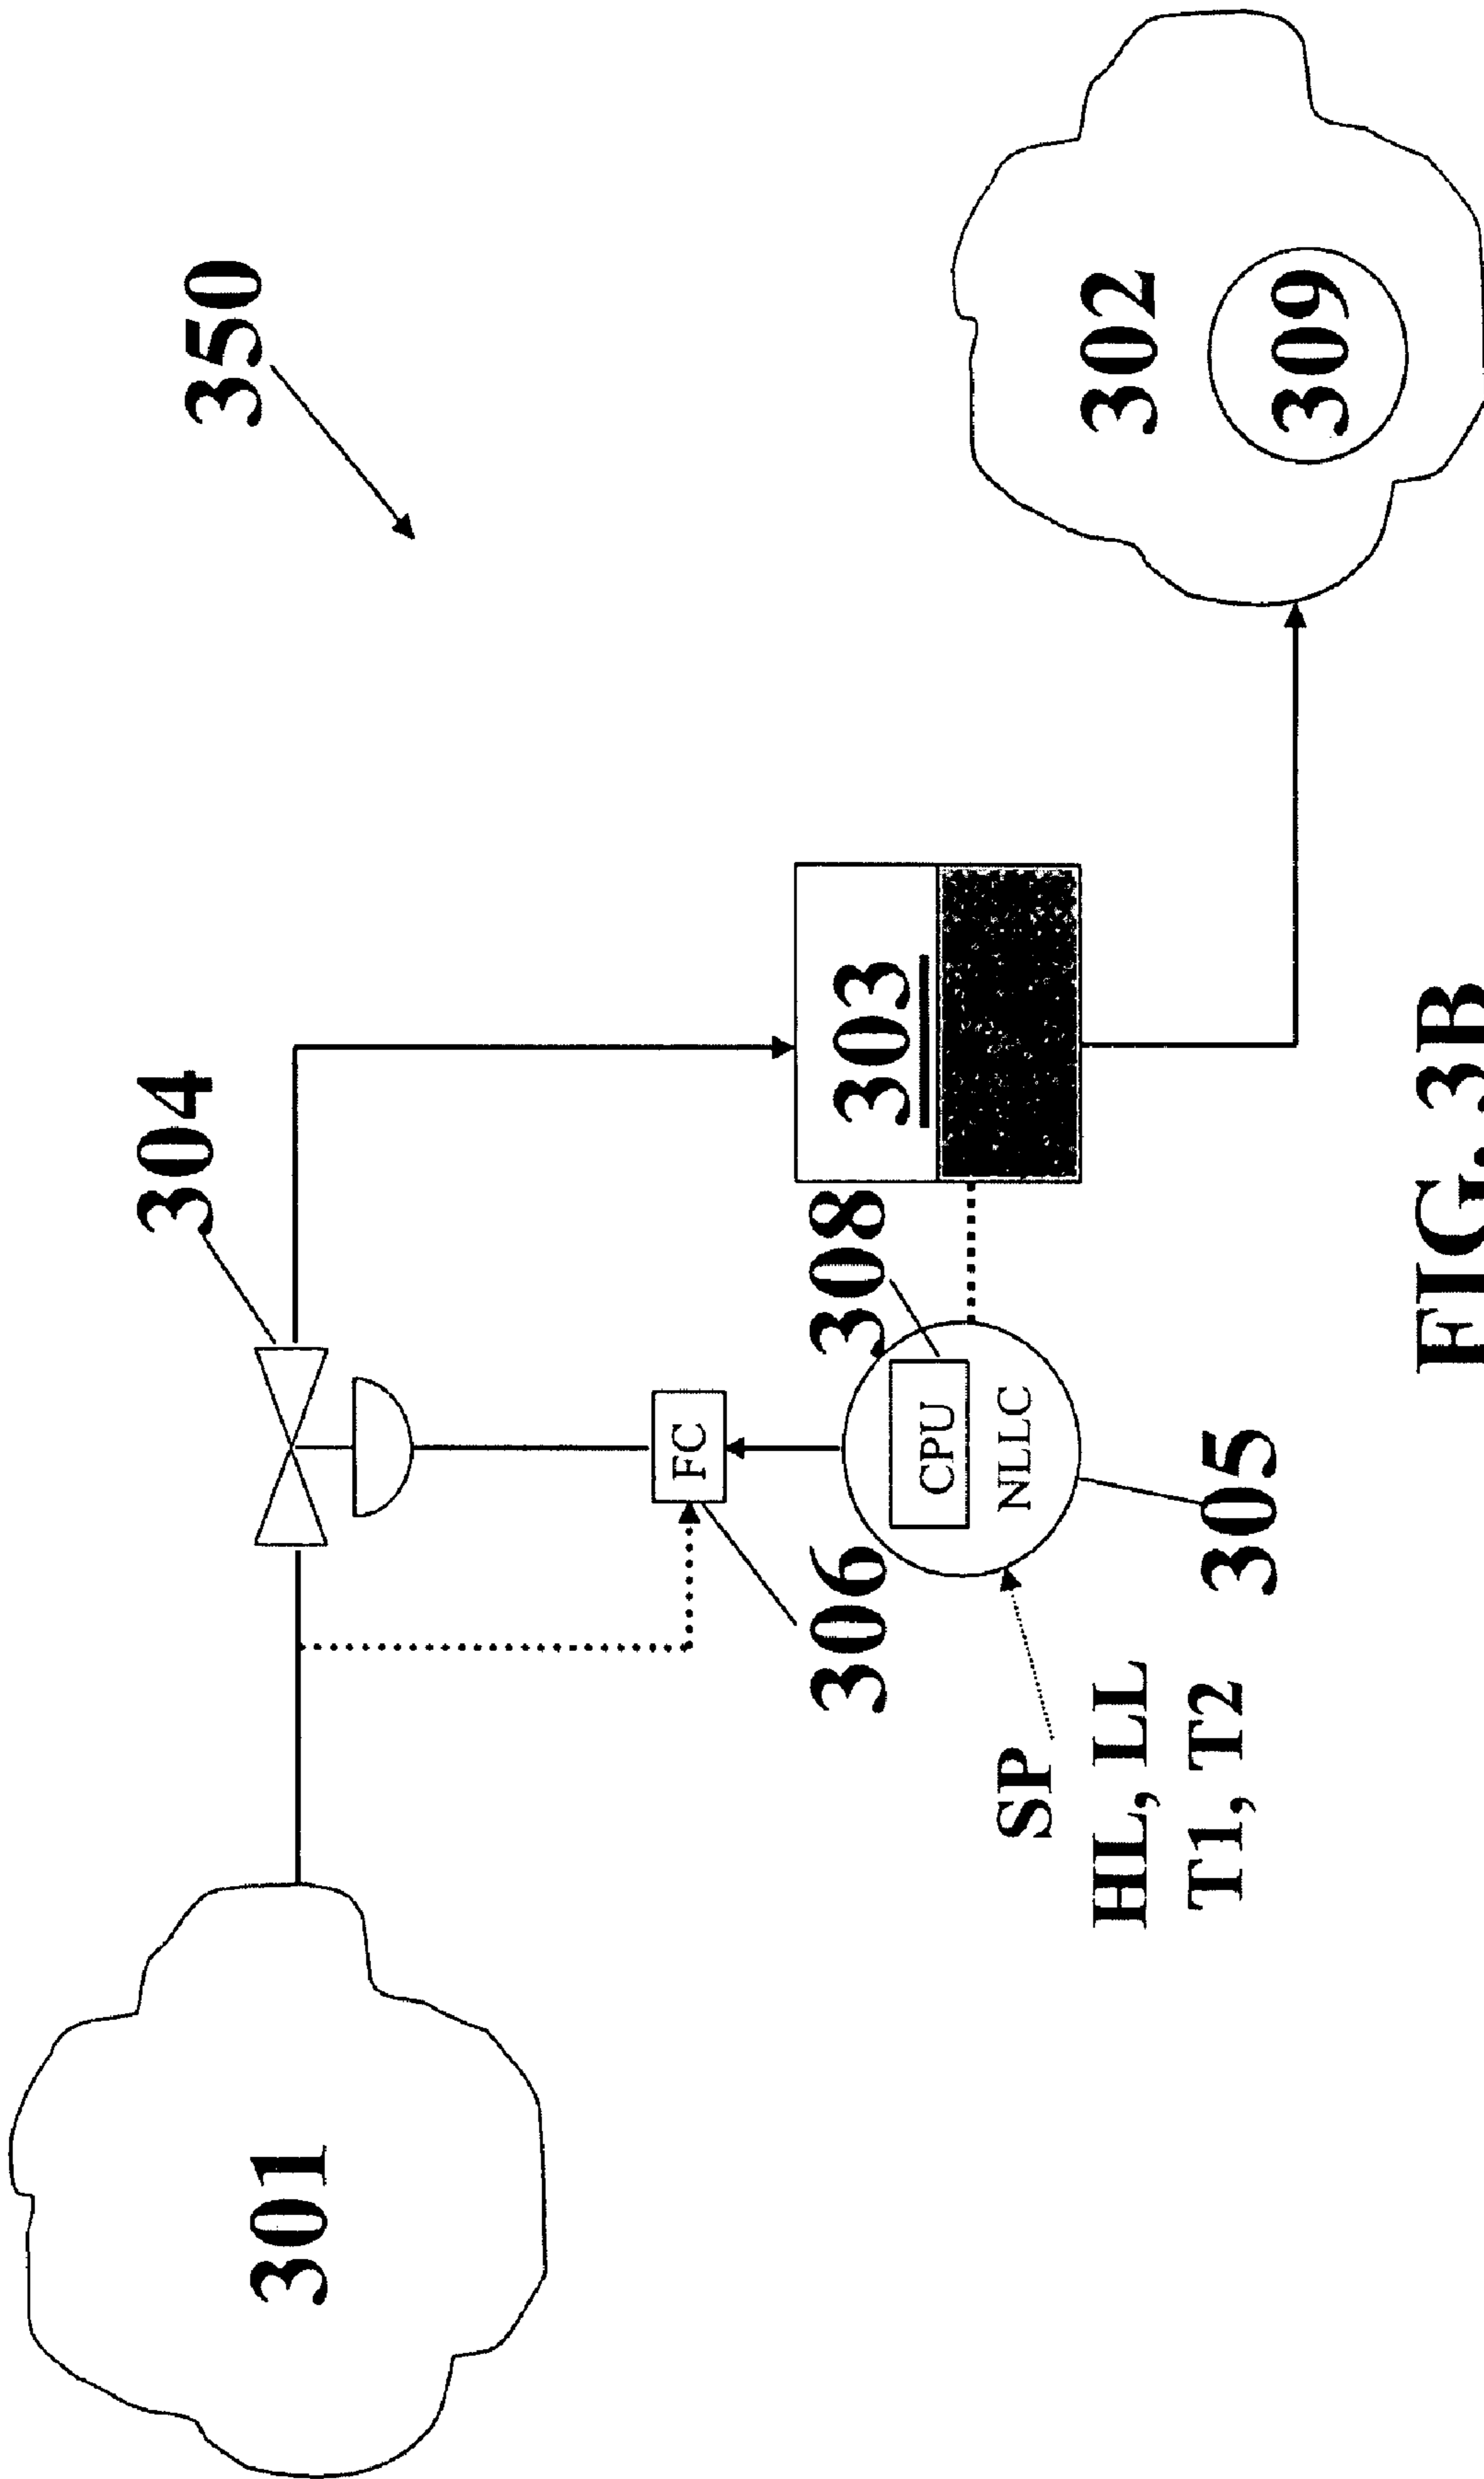 350
304
301
303
302
309
FC
306
308
CPU
NLLC
SP
HL, LL
T1, T2
305
FIG. 3B